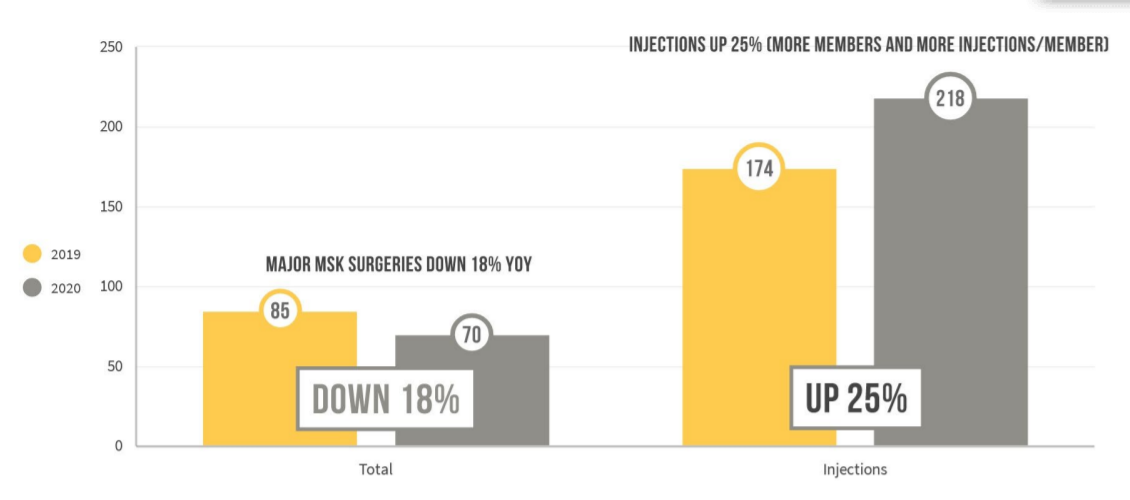 INJECTIONS UP 25% (MORE MEMBERS AND MORE INJECTIONS/MEMBER)
250
218
200
174
150
2019
2020
MAJOR MSK SURGERIES DOWN 18% YOY
100
85
70
50
DOWN 18%
UP 25%
0
Total
Injections